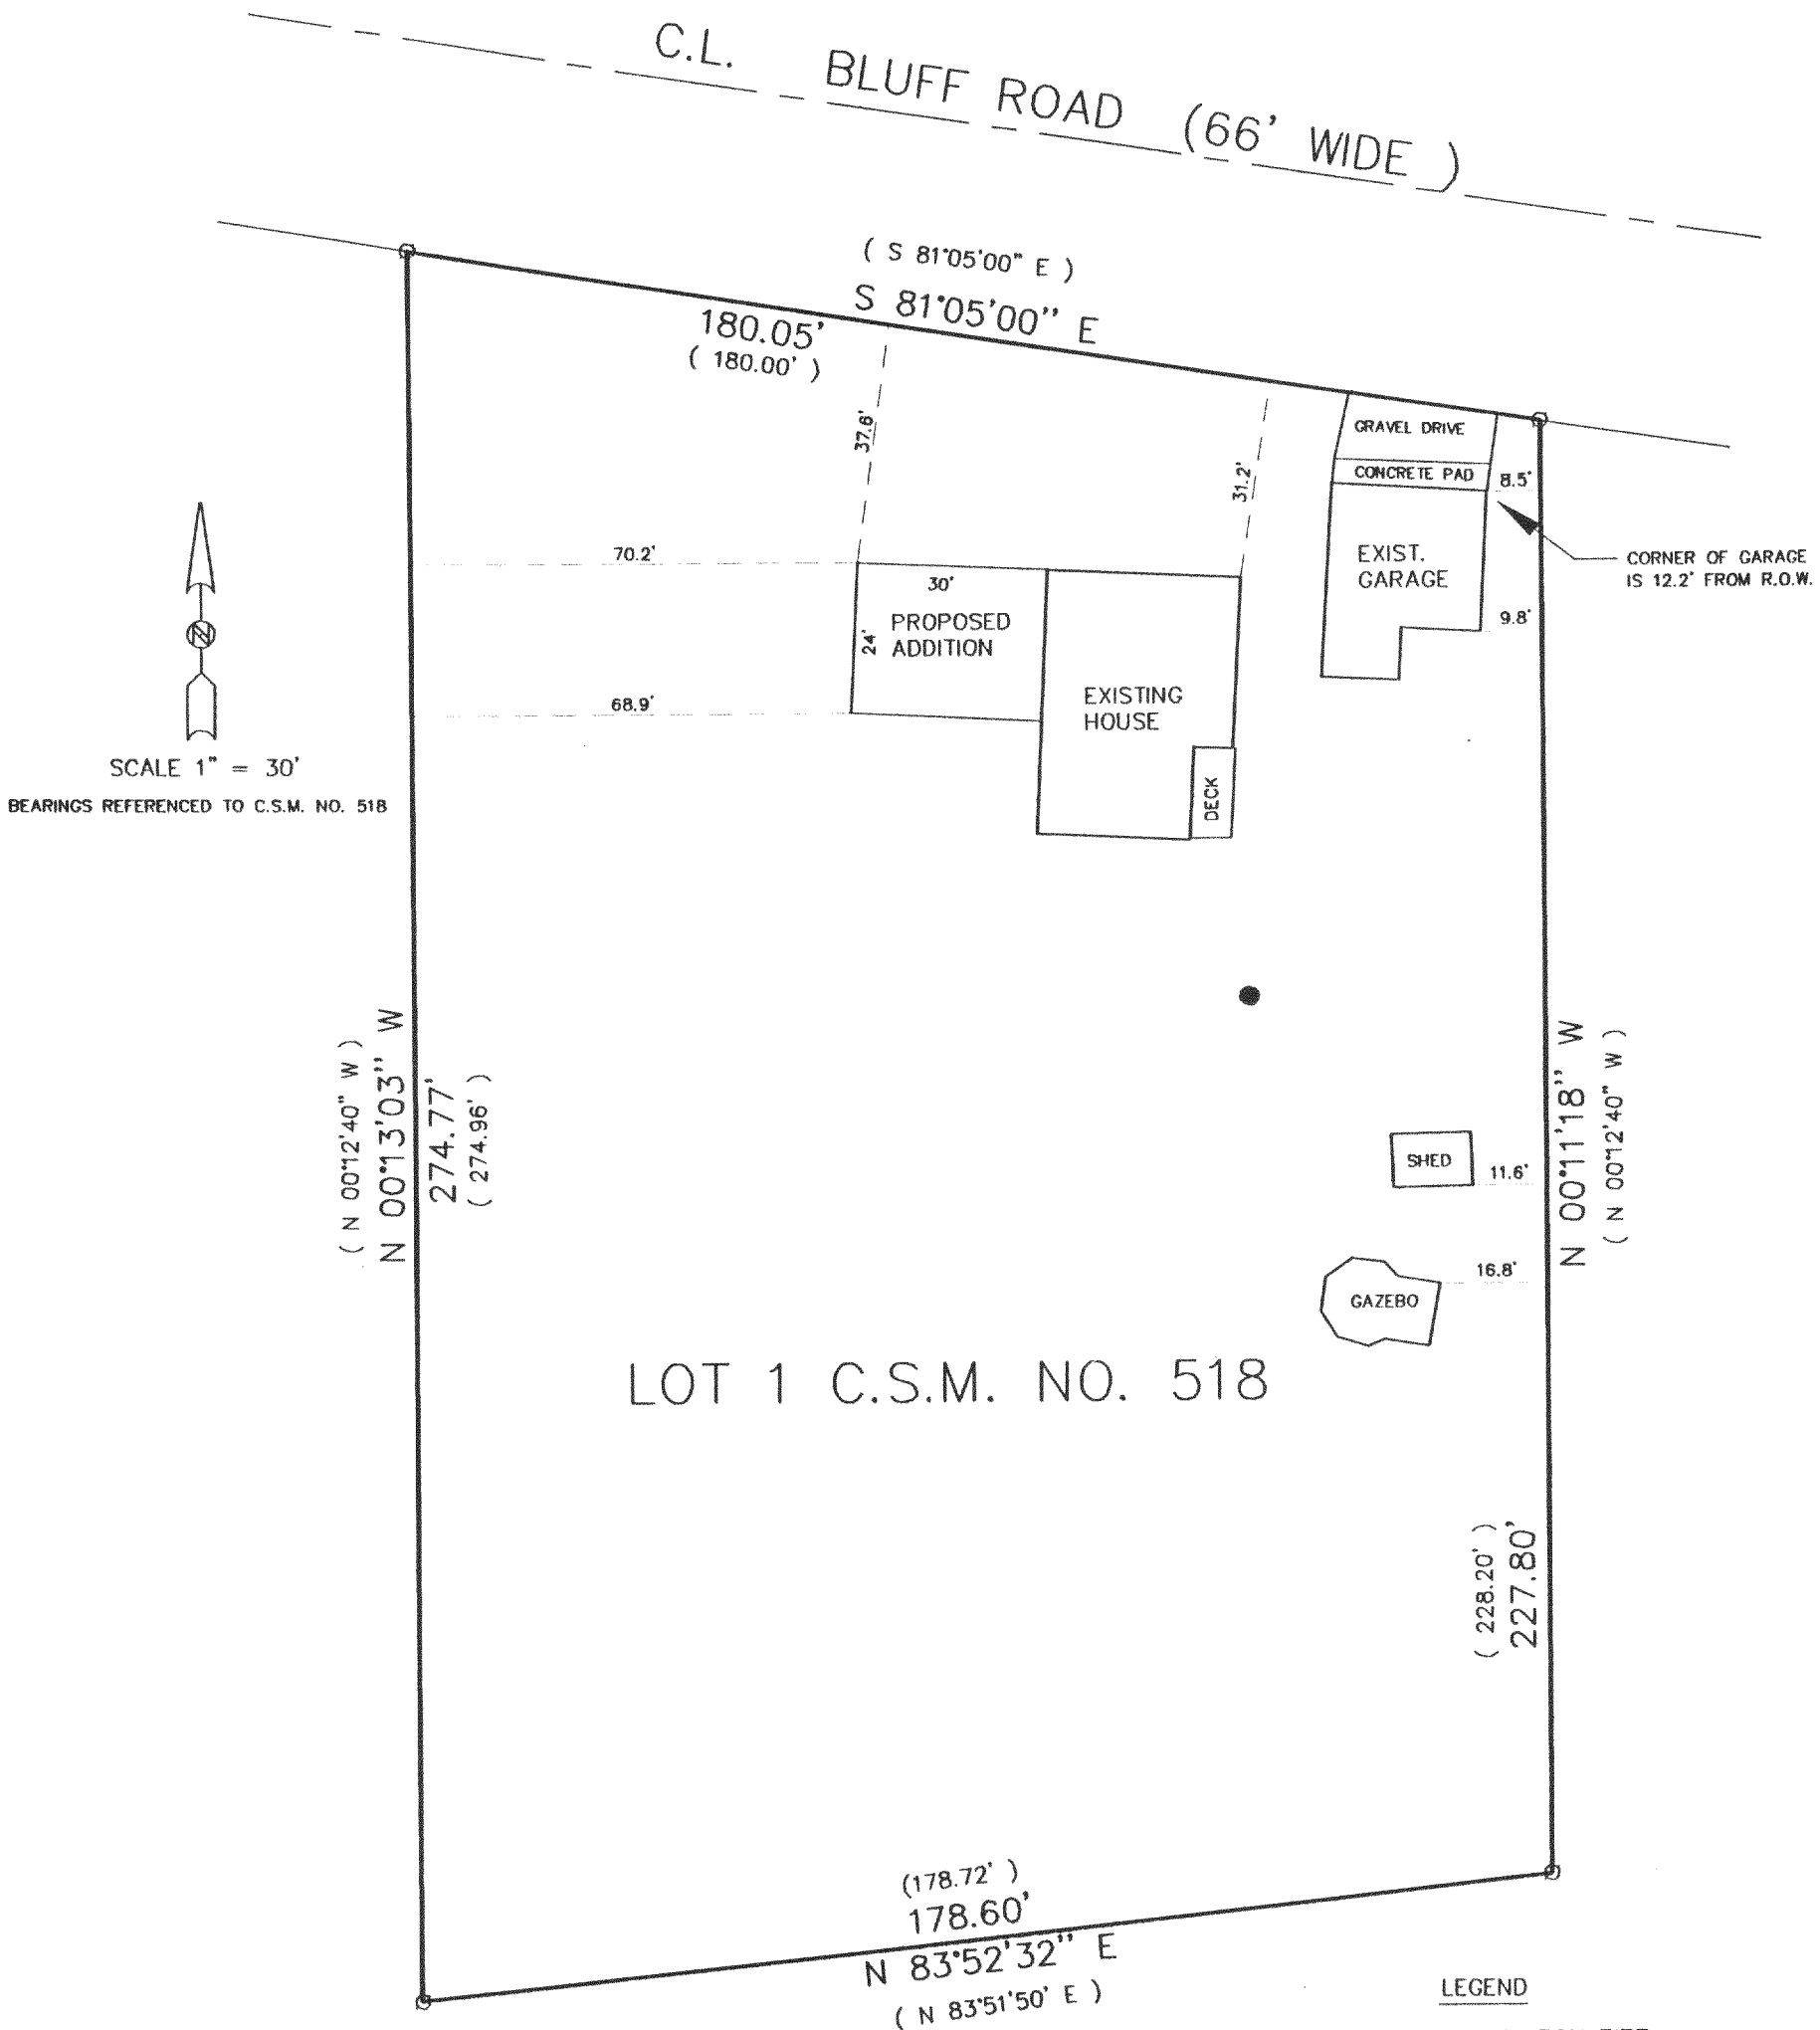 C.L. BLUFF ROAD (66' WIDE )
( S 81°05'00" E )
S 81°05'00'' E
180.05'
( 180.00' )
37.6'
31.2'
GRAVEL DRIVE
CONCRETE PAD
8.5'
EXIST.
GARAGE
CORNER OF GARAGE
IS 12.2' FROM R.O.W.
9.8'
70.2'
30'
24'
PROPOSED
ADDITION
68.9'
EXISTING
HOUSE
DECK
N
SCALE 1" = 30'
BEARINGS REFERENCED TO C.S.M. NO. 518
( N 00°12'40" W )
N 00°13'03'' W
274.77'
( 274.96' )
N 00°11'18'' W
( N 00°12'40" W )
SHED
11.6'
16.8'
GAZEBO
LOT 1 C.S.M. NO. 518
( 228.20' )
227.80'
(178.72' )
178.60'
N 83°52'32'' E
( N 83°51'50' E )
LEGEND